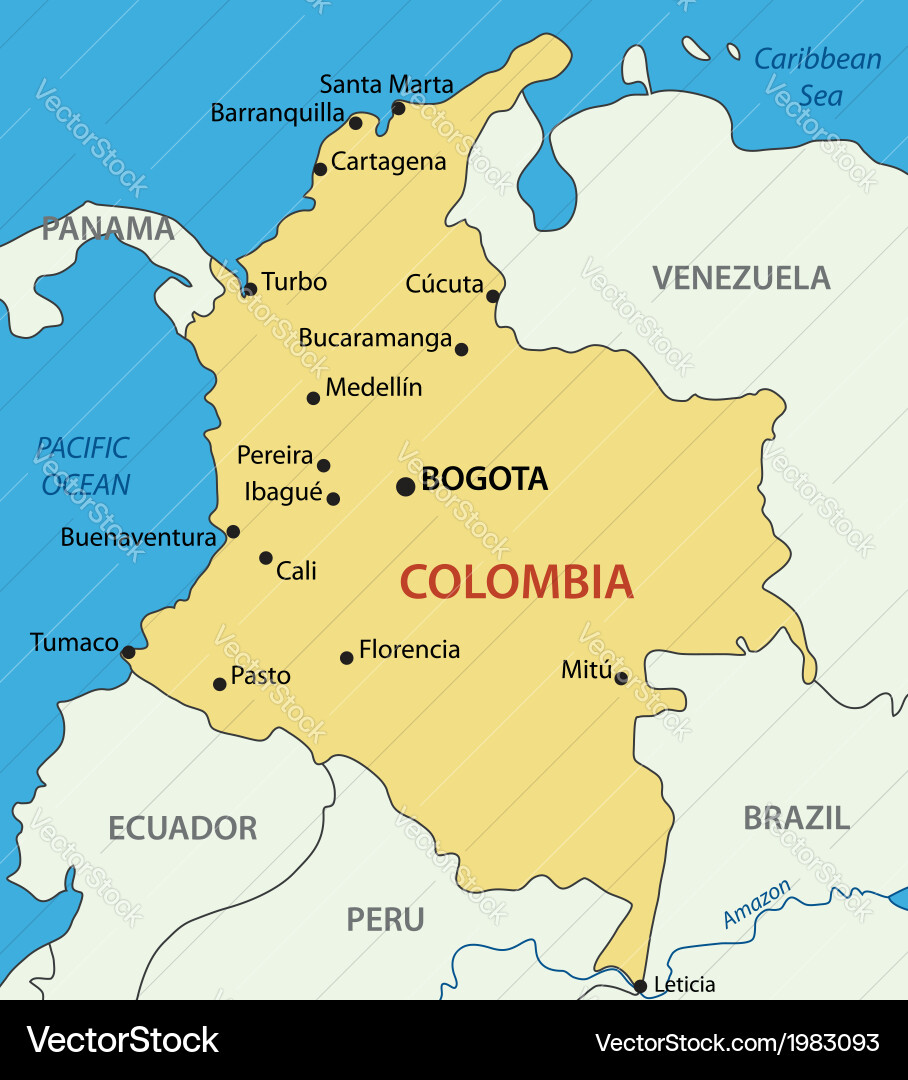 Caribbean
Sea
Santa Marta
Barranquilla
Cartagena
PANAMA
Turbo
Cúcuta
VENEZUELA
Bucaramanga
Medellín
PACIFIC
OCEAN
Pereira
BOGOTA
Ibagué
Buenaventura
Cali
COLOMBIA
Tumaco
Florencia
Mitú
Pasto
ECUADOR
BRAZIL
PERU
Amazon
Leticia
VectorStock
VectorStock.com/1983093